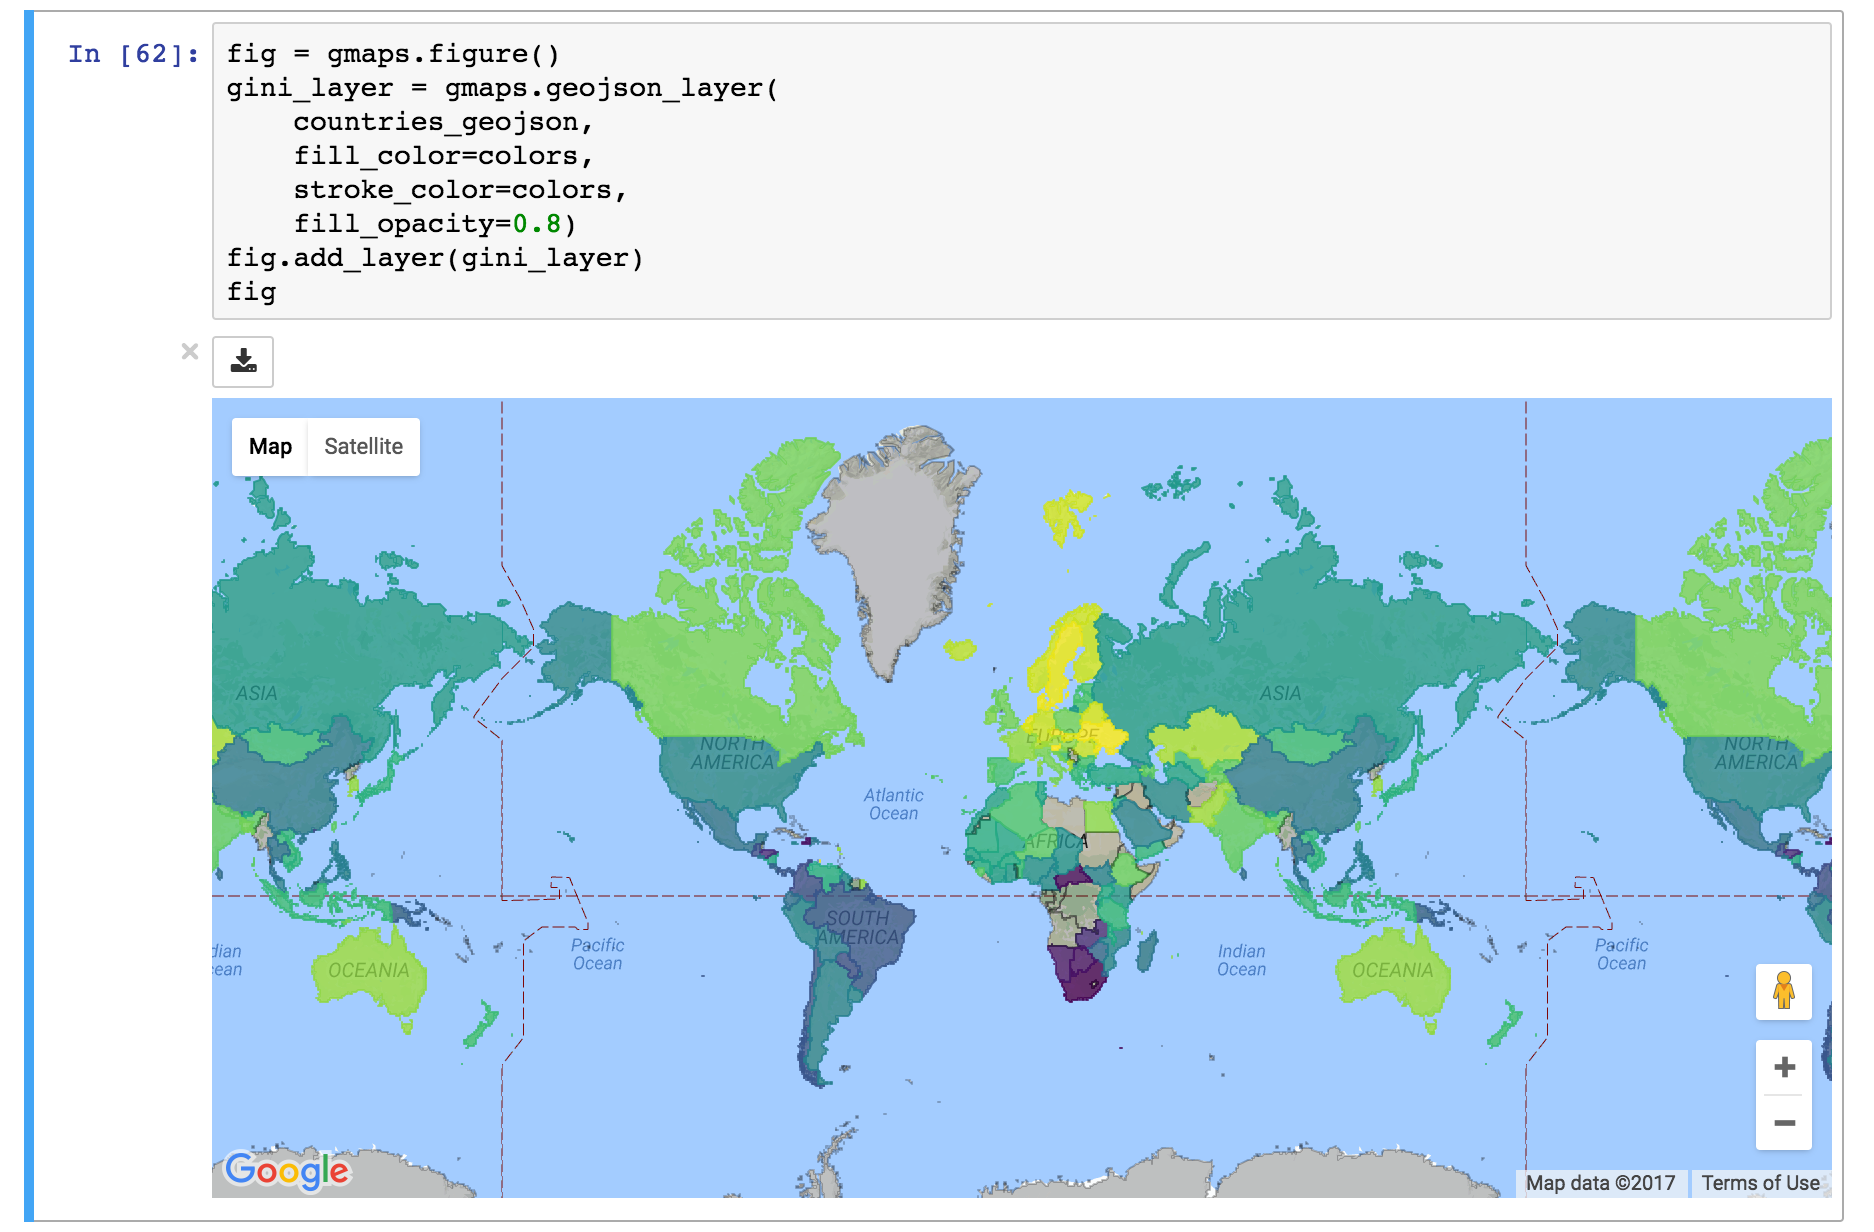 In [62]:
fig = gmaps.figure()
gini_layer = gmaps.geojson_layer(
    countries_geojson,
    fill_color=colors,
    stroke_color=colors,
    fill_opacity=0.8)
fig.add_layer(gini_layer)
fig
Map Satellite
ASIA
NORTH
AMERICA
EUROPE
ASIA
NORTH
AMERICA
Atlantic
Ocean
AFRICA
SOUTH
AMERICA
dian
ean
OCEANIA
Pacific
Ocean
Indian
Ocean
OCEANIA
Pacific
Ocean
Google
Map data ©2017
Terms of Use